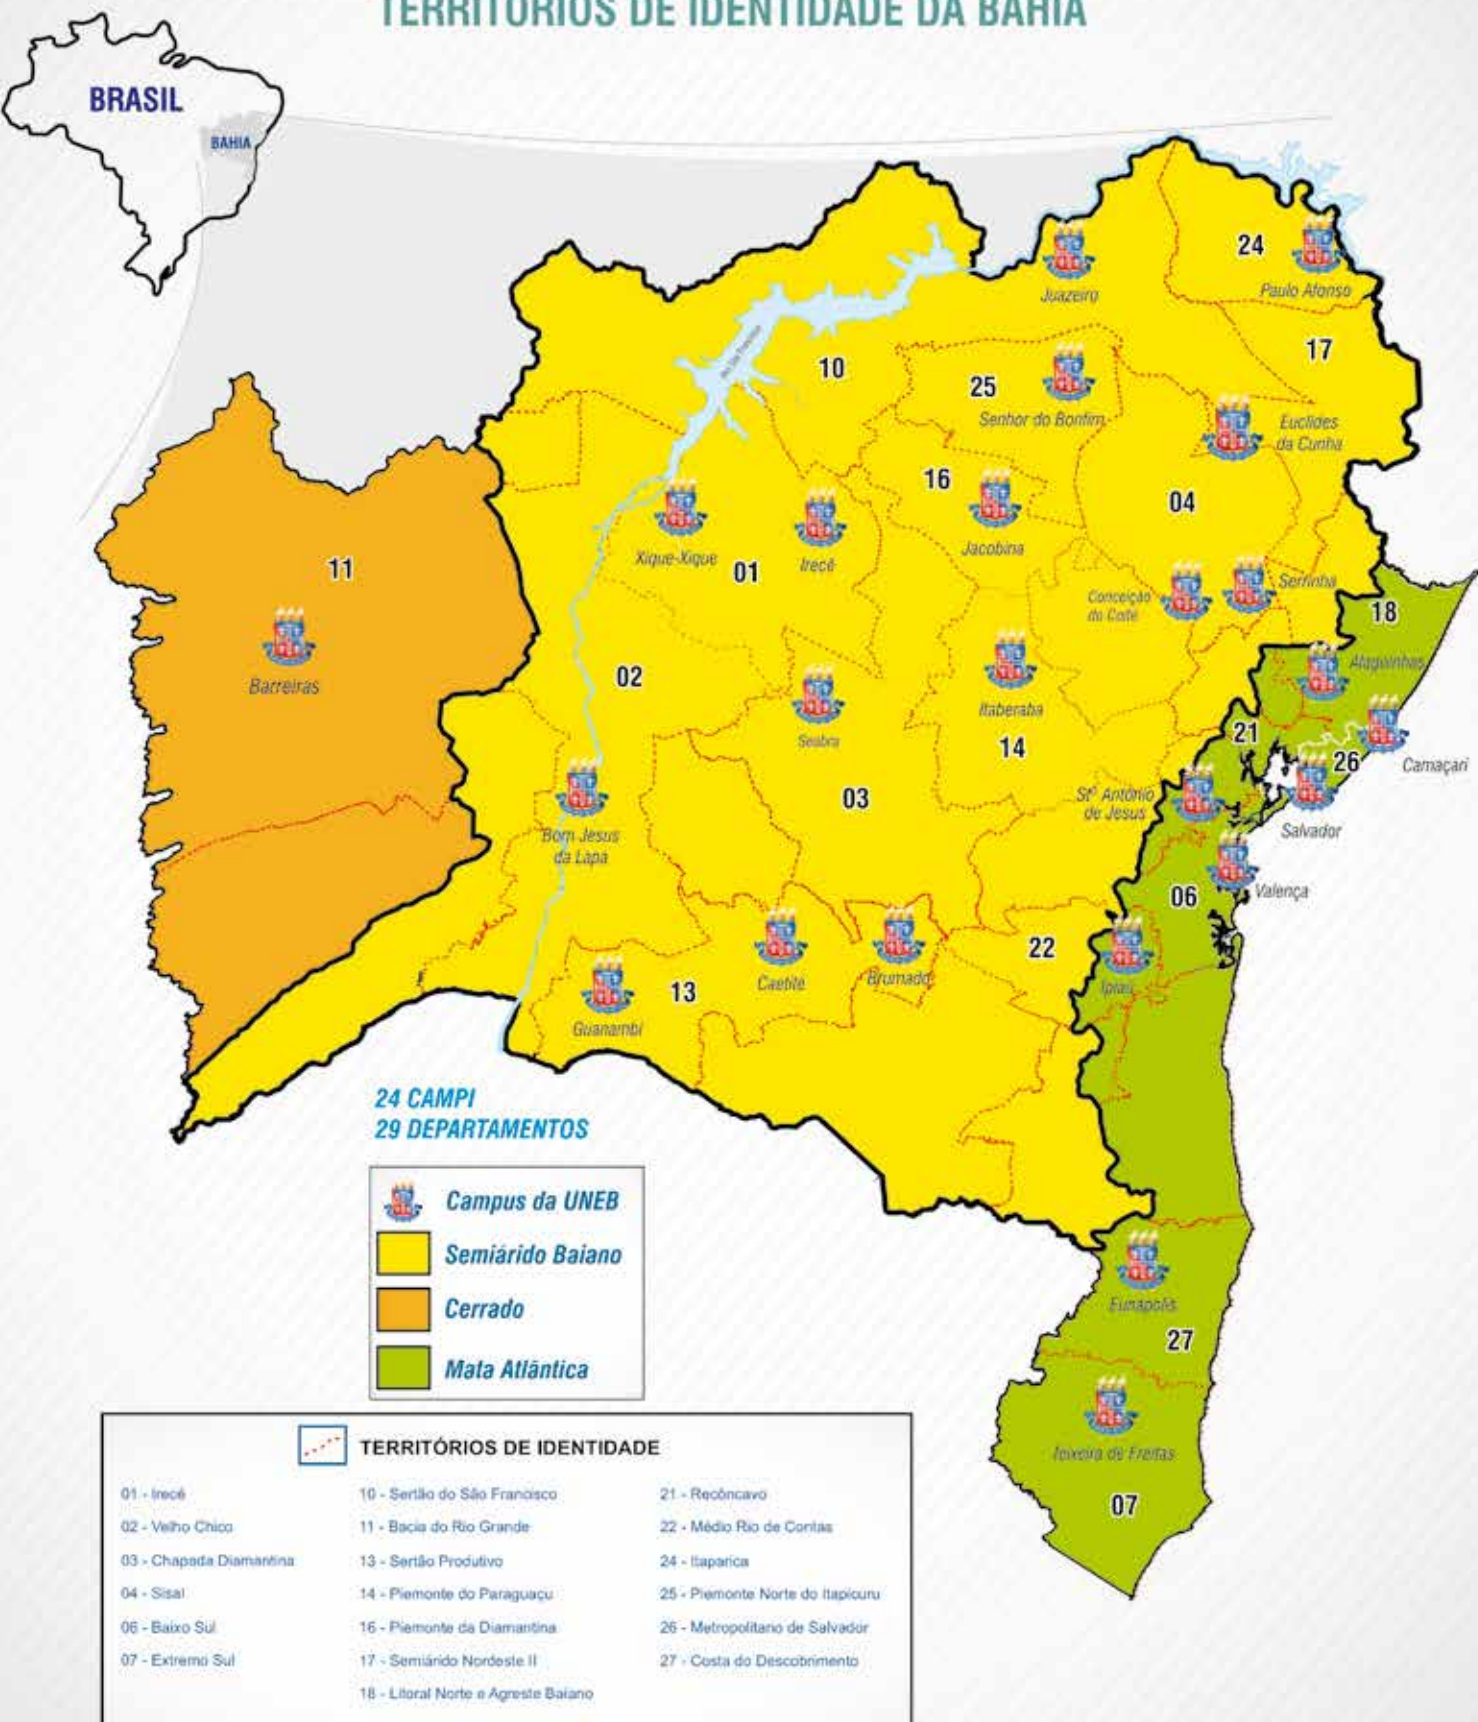 TERRITÓRIOS DE IDENTIDADE DA BAHIA
BRASIL
BAHIA
24
Paulo Afonso
Juazeiro
17
10
25
Senhor do Bonfim
Euclides
da Cunha
16
04
Jacobina
Xique-Xique
01
Irecê
11
Barreiras
Conceição
do Coité
Serrinha
18
Alagoinhas
02
Itaberaba
Seabra
14
21
26
Camaçari
03
Stº Antônio
de Jesus
Salvador
Bom Jesus
da Lapa
06
Valença
22
Ipiaú
Caetité
Brumado
13
Guanambi
24 CAMPI
29 DEPARTAMENTOS
Campus da UNEB
Semiárido Baiano
Cerrado
Mata Atlântica
Eunápolis
27
Teixeira de Freitas
07
TERRITÓRIOS DE IDENTIDADE
01 - Irecê
02 - Velho Chico
03 - Chapada Diamantina
04 - Sisal
06 - Baixo Sul
07 - Extremo Sul
10 - Sertão do São Francisco
11 - Bacia do Rio Grande
13 - Sertão Produtivo
14 - Piemonte do Paraguaçu
16 - Piemonte da Diamantina
17 - Semiárido Nordeste II
18 - Litoral Norte e Agreste Baiano
21 - Recôncavo
22 - Médio Rio de Contas
24 - Itaparica
25 - Piemonte Norte do Itapicuru
26 - Metropolitano de Salvador
27 - Costa do Descobrimento